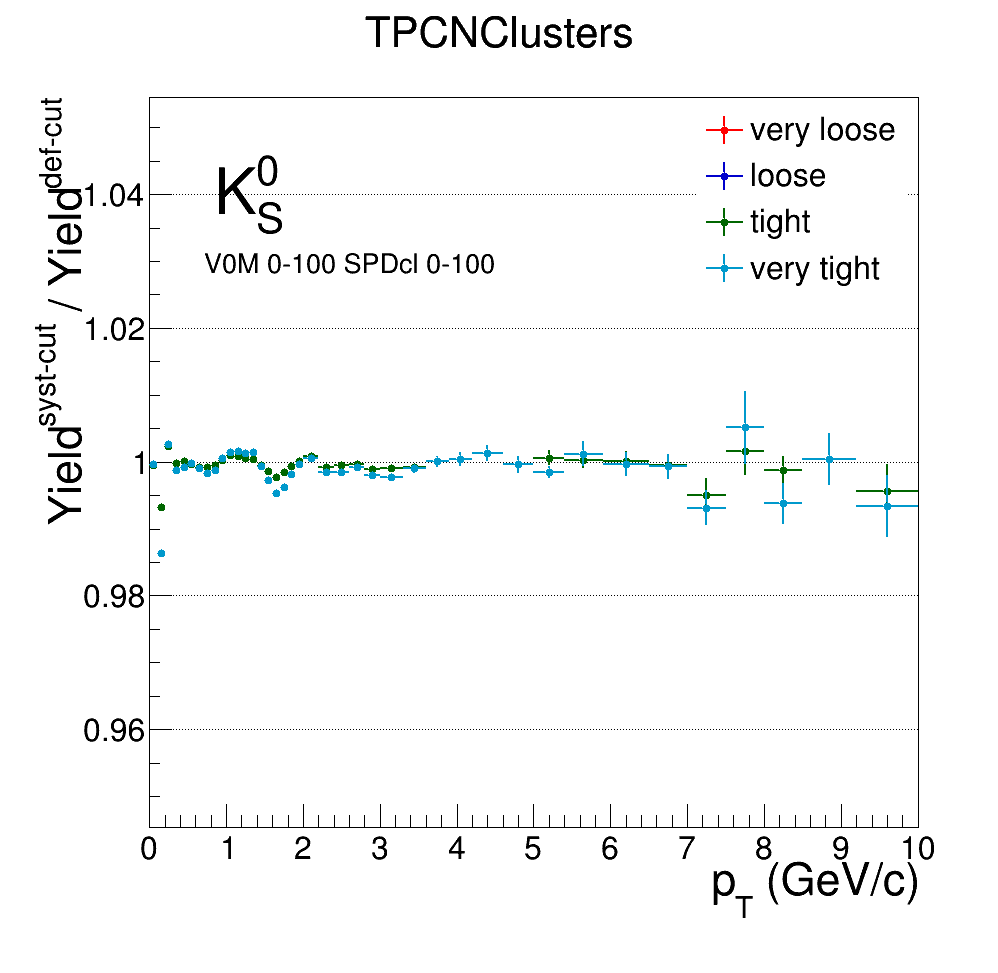 TPCNClusters
Yield^syst-cut / Yield^def-cut
K^0_S
V0M 0-100 SPDcl 0-100
very loose
loose
tight
very tight
1.04
1.02
1
0.98
0.96
0 1 2 3 4 5 6 7 8 9 10
p_T (GeV/c)